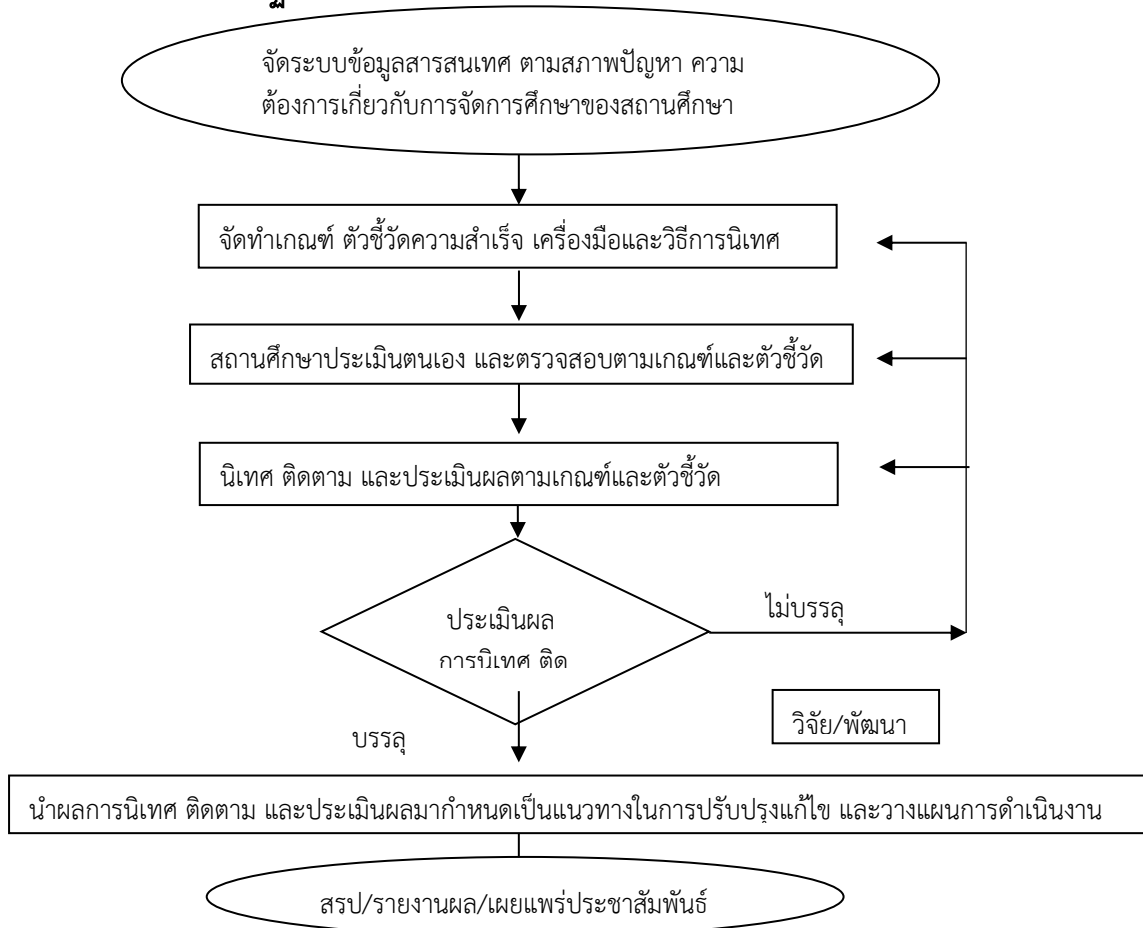 จัดระบบข้อมูลสารสนเทศ ตามสภาพปัญหา ความ
ต้องการเกี่ยวกับการจัดการศึกษาของสถานศึกษา
จัดทำเกณฑ์ ตัวชี้วัดความสำเร็จ เครื่องมือและวิธีการนิเทศ
สถานศึกษาประเมินตนเอง และตรวจสอบตามเกณฑ์และตัวชี้วัด
นิเทศ ติดตาม และประเมินผลตามเกณฑ์และตัวชี้วัด
ประเมินผล
การนิเทศ ติด
ไม่บรรลุ
วิจัย/พัฒนา
บรรลุ
นำผลการนิเทศ ติดตาม และประเมินผลมากำหนดเป็นแนวทางในการปรับปรุงแก้ไข และวางแผนการดำเนินงาน
สรุป/รายงานผล/เผยแพร่ประชาสัมพันธ์